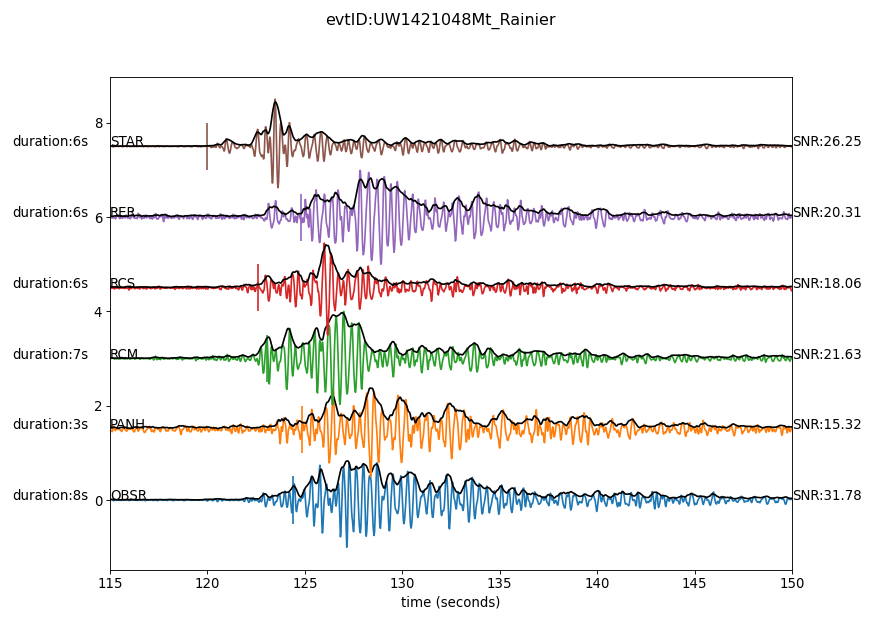 evtID:UW1421048Mt_Rainier
8
duration:6s STAR SNR:26.25
duration:6s RER SNR:20.31
6
duration:6s RCS SNR:18.06
4
duration:7s RCM SNR:21.63
2
duration:3s PANH SNR:15.32
duration:8s OBSR SNR:31.78
0
115 120 125 130 135 140 145 150
time (seconds)